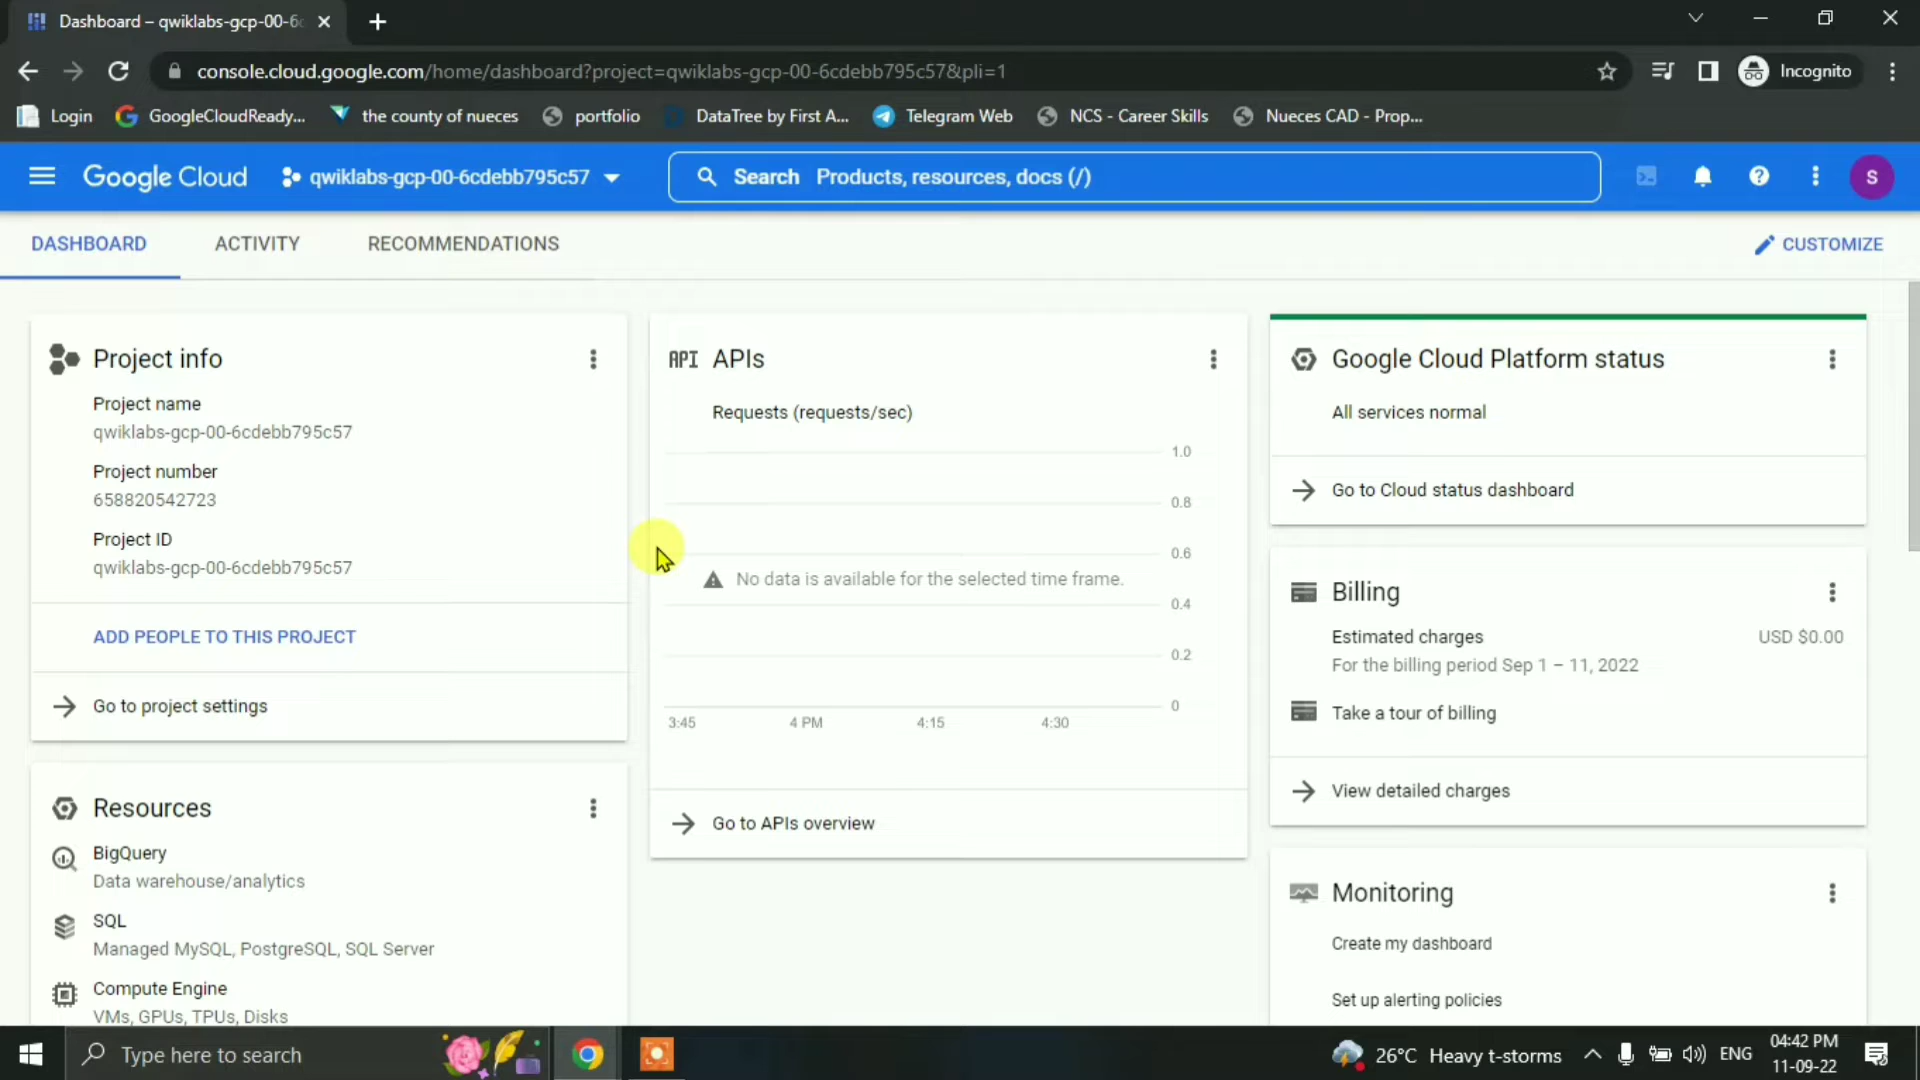 Dashboard – qwiklabs-gcp-00-6c
console.cloud.google.com/home/dashboard?project=qwiklabs-gcp-00-6cdebb795c57&pli=1
Incognito
Login
GoogleCloudReady...
the county of nueces
portfolio
DataTree by First A...
Telegram Web
NCS - Career Skills
Nueces CAD - Prop...
Google Cloud
qwiklabs-gcp-00-6cdebb795c57
Search Products, resources, docs (/)
S
DASHBOARD
ACTIVITY
RECOMMENDATIONS
CUSTOMIZE
Project info
Project name
qwiklabs-gcp-00-6cdebb795c57
Project number
658820542723
Project ID
qwiklabs-gcp-00-6cdebb795c57
ADD PEOPLE TO THIS PROJECT
Go to project settings
Resources
BigQuery
Data warehouse/analytics
SQL
Managed MySQL, PostgreSQL, SQL Server
Compute Engine
VMs, GPUs, TPUs, Disks
API APIs
Requests (requests/sec)
1.0
0.8
0.6
No data is available for the selected time frame.
0.4
0.2
0
3:45
4 PM
4:15
4:30
Go to APIs overview
Google Cloud Platform status
All services normal
Go to Cloud status dashboard
Billing
Estimated charges
USD $0.00
For the billing period Sep 1 – 11, 2022
Take a tour of billing
View detailed charges
Monitoring
Create my dashboard
Set up alerting policies
Type here to search
26°C Heavy t-storms
ENG
04:42 PM
11-09-22